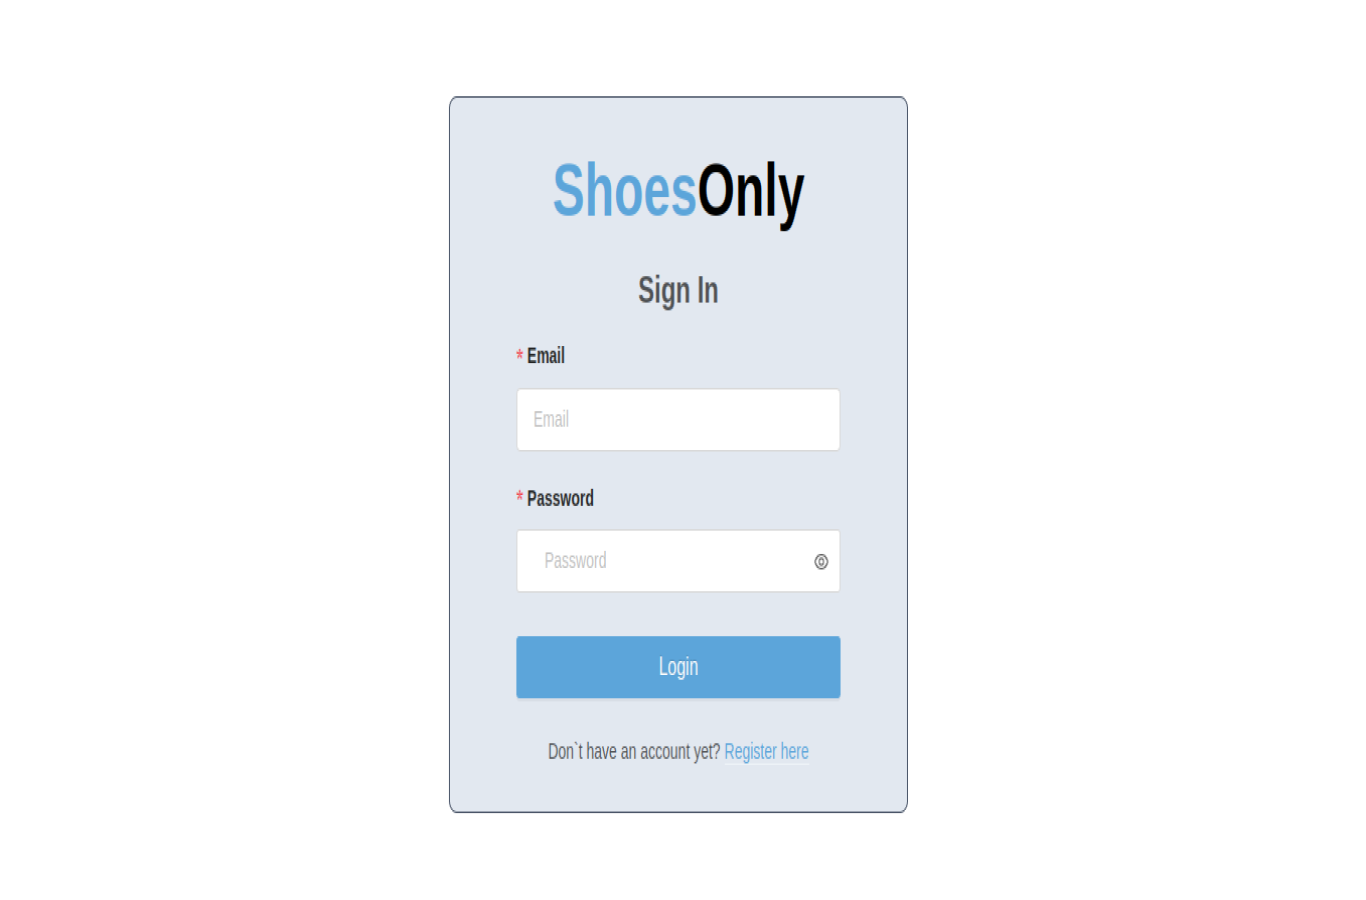 ShoesOnly
Sign In
* Email
Email
* Password
Password
Login
Don`t have an account yet? Register here